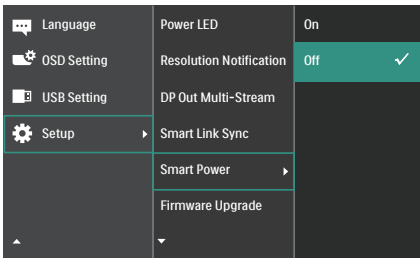 Language
OSD Setting
USB Setting
Setup
Power LED
Resolution Notification
DP Out Multi-Stream
Smart Link Sync
Smart Power
Firmware Upgrade
On
Off